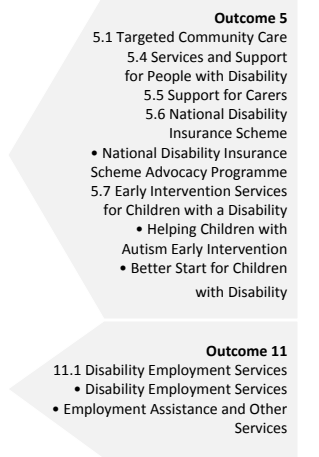 Outcome 5
5.1 Targeted Community Care
5.4 Services and Support
for People with Disability
5.5 Support for Carers
5.6 National Disability
Insurance Scheme
• National Disability Insurance
Scheme Advocacy Programme
5.7 Early Intervention Services
for Children with a Disability
• Helping Children with
Autism Early Intervention
• Better Start for Children
with Disability
Outcome 11
11.1 Disability Employment Services
• Disability Employment Services
• Employment Assistance and Other
Services